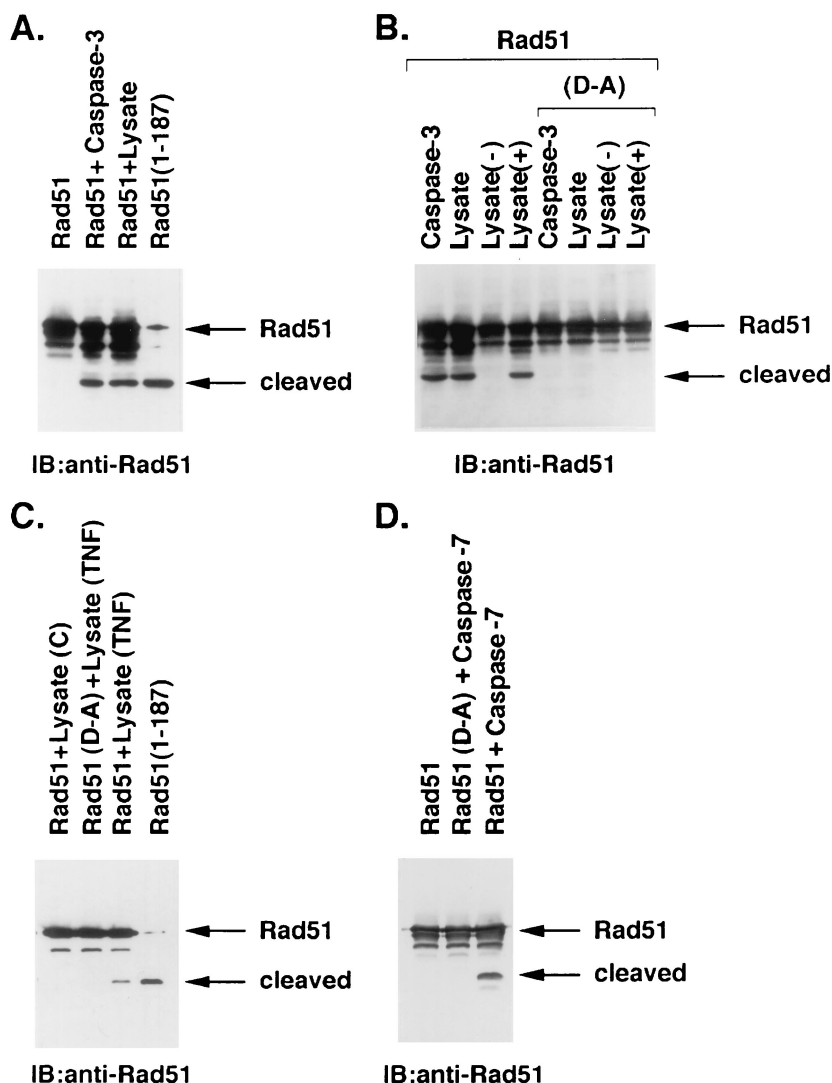 A.
Rad51
Rad51+ Caspase-3
Rad51+Lysate
Rad51(1-187)
Rad51
cleaved
IB:anti-Rad51
B.
Rad51
(D-A)
Caspase-3
Lysate
Lysate(-)
Lysate(+)
Caspase-3
Lysate
Lysate(-)
Lysate(+)
Rad51
cleaved
IB:anti-Rad51
C.
Rad51+Lysate (C)
Rad51 (D-A)+Lysate (TNF)
Rad51+Lysate (TNF)
Rad51(1-187)
Rad51
cleaved
IB:anti-Rad51
D.
Rad51
Rad51 (D-A) + Caspase -7
Rad51 + Caspase -7
Rad51
cleaved
IB:anti-Rad51